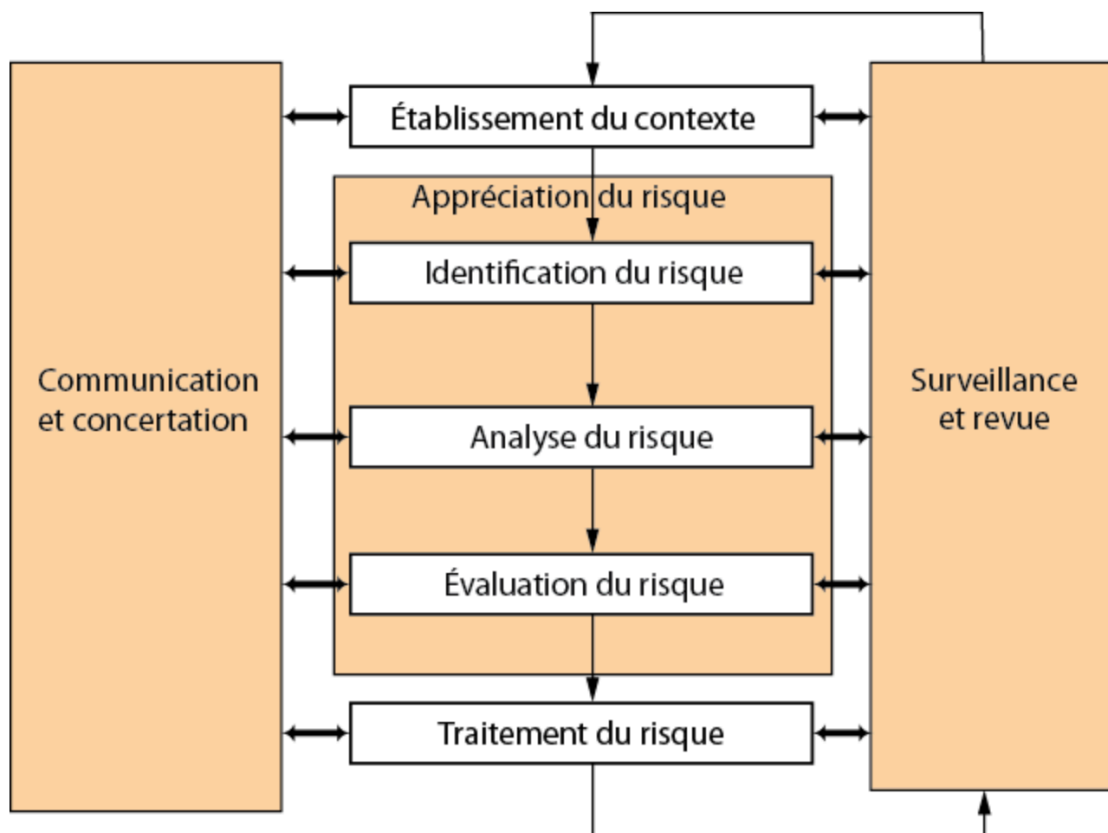 Établissement du contexte
Appréciation du risque
Identification du risque
Communication
et concertation
Surveillance
et revue
Analyse du risque
Évaluation du risque
Traitement du risque